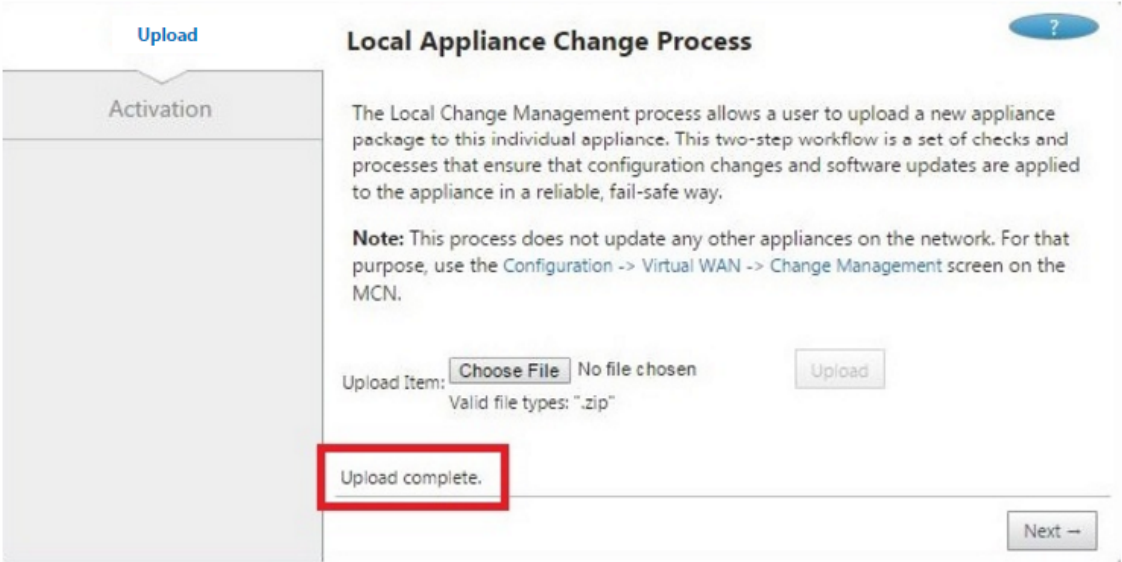 Upload
Activation
Local Appliance Change Process
?
The Local Change Management process allows a user to upload a new appliance
package to this individual appliance. This two-step workflow is a set of checks and
processes that ensure that configuration changes and software updates are applied
to the appliance in a reliable, fail-safe way.
Note: This process does not update any other appliances on the network. For that
purpose, use the Configuration -> Virtual WAN -> Change Management screen on the
MCN.
Upload Item: Choose File No file chosen Upload
Valid file types: ".zip"
Upload complete.
Next →